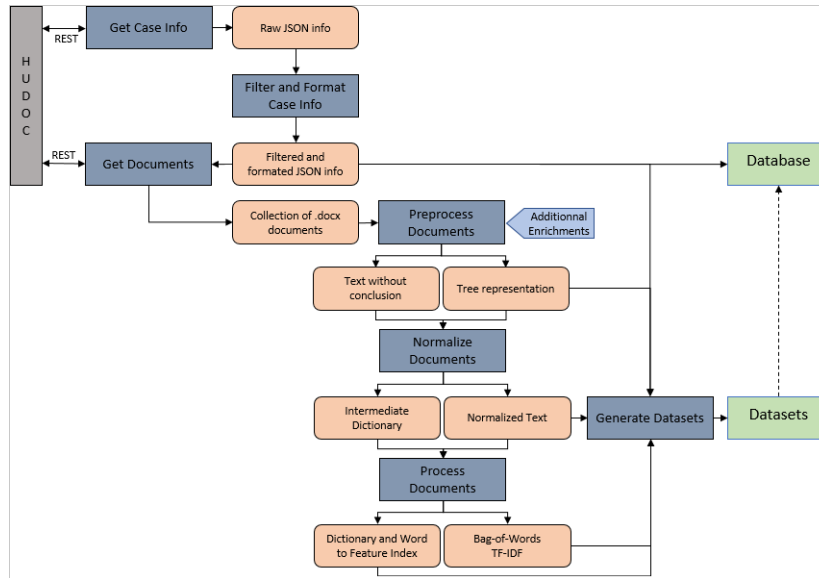 HUDOC
REST
Get Case Info
Raw JSON info
Filter and Format
Case Info
REST
Get Documents
Filtered and
formated JSON info
Database
Collection of .docx
documents
Preprocess
Documents
Additionnal
Enrichments
Text without
conclusion
Tree representation
Normalize
Documents
Intermediate
Dictionary
Normalized Text
Generate Datasets
Datasets
Process
Documents
Dictionary and Word
to Feature Index
Bag-of-Words
TF-IDF